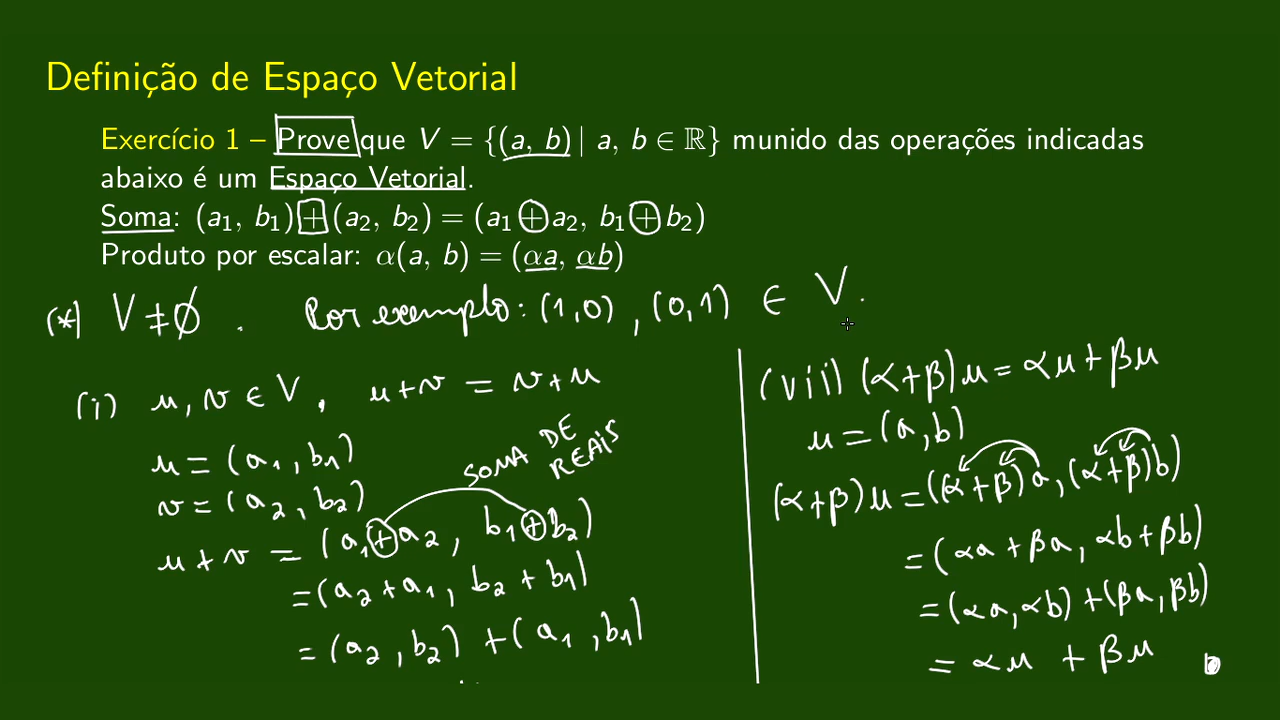 Definição de Espaço Vetorial
Exercício 1 – Prove que V = {(a, b) | a, b ∈ ℝ} munido das operações indicadas
abaixo é um Espaço Vetorial.
Soma: (a₁, b₁) + (a₂, b₂) = (a₁ + a₂, b₁ + b₂)
Produto por escalar: α(a, b) = (αa, αb)
(*) V ≠ ∅ . Por exemplo: (1,0) , (0,1) ∈ V.
(i) u, v ∈ V, u + v = v + u
u = (a₁, b₁)
v = (a₂, b₂)
SOMA DE
REAIS
u + v = (a₁ + a₂, b₁ + b₂)
= (a₂ + a₁, b₂ + b₁)
= (a₂, b₂) + (a₁, b₁)
(vii) (α+β)u = αu + βu
u = (a, b)
(α+β)u = ((α+β)a, (α+β)b)
= (αa + βa, αb + βb)
= (αa, αb) + (βa, βb)
= αu + βu